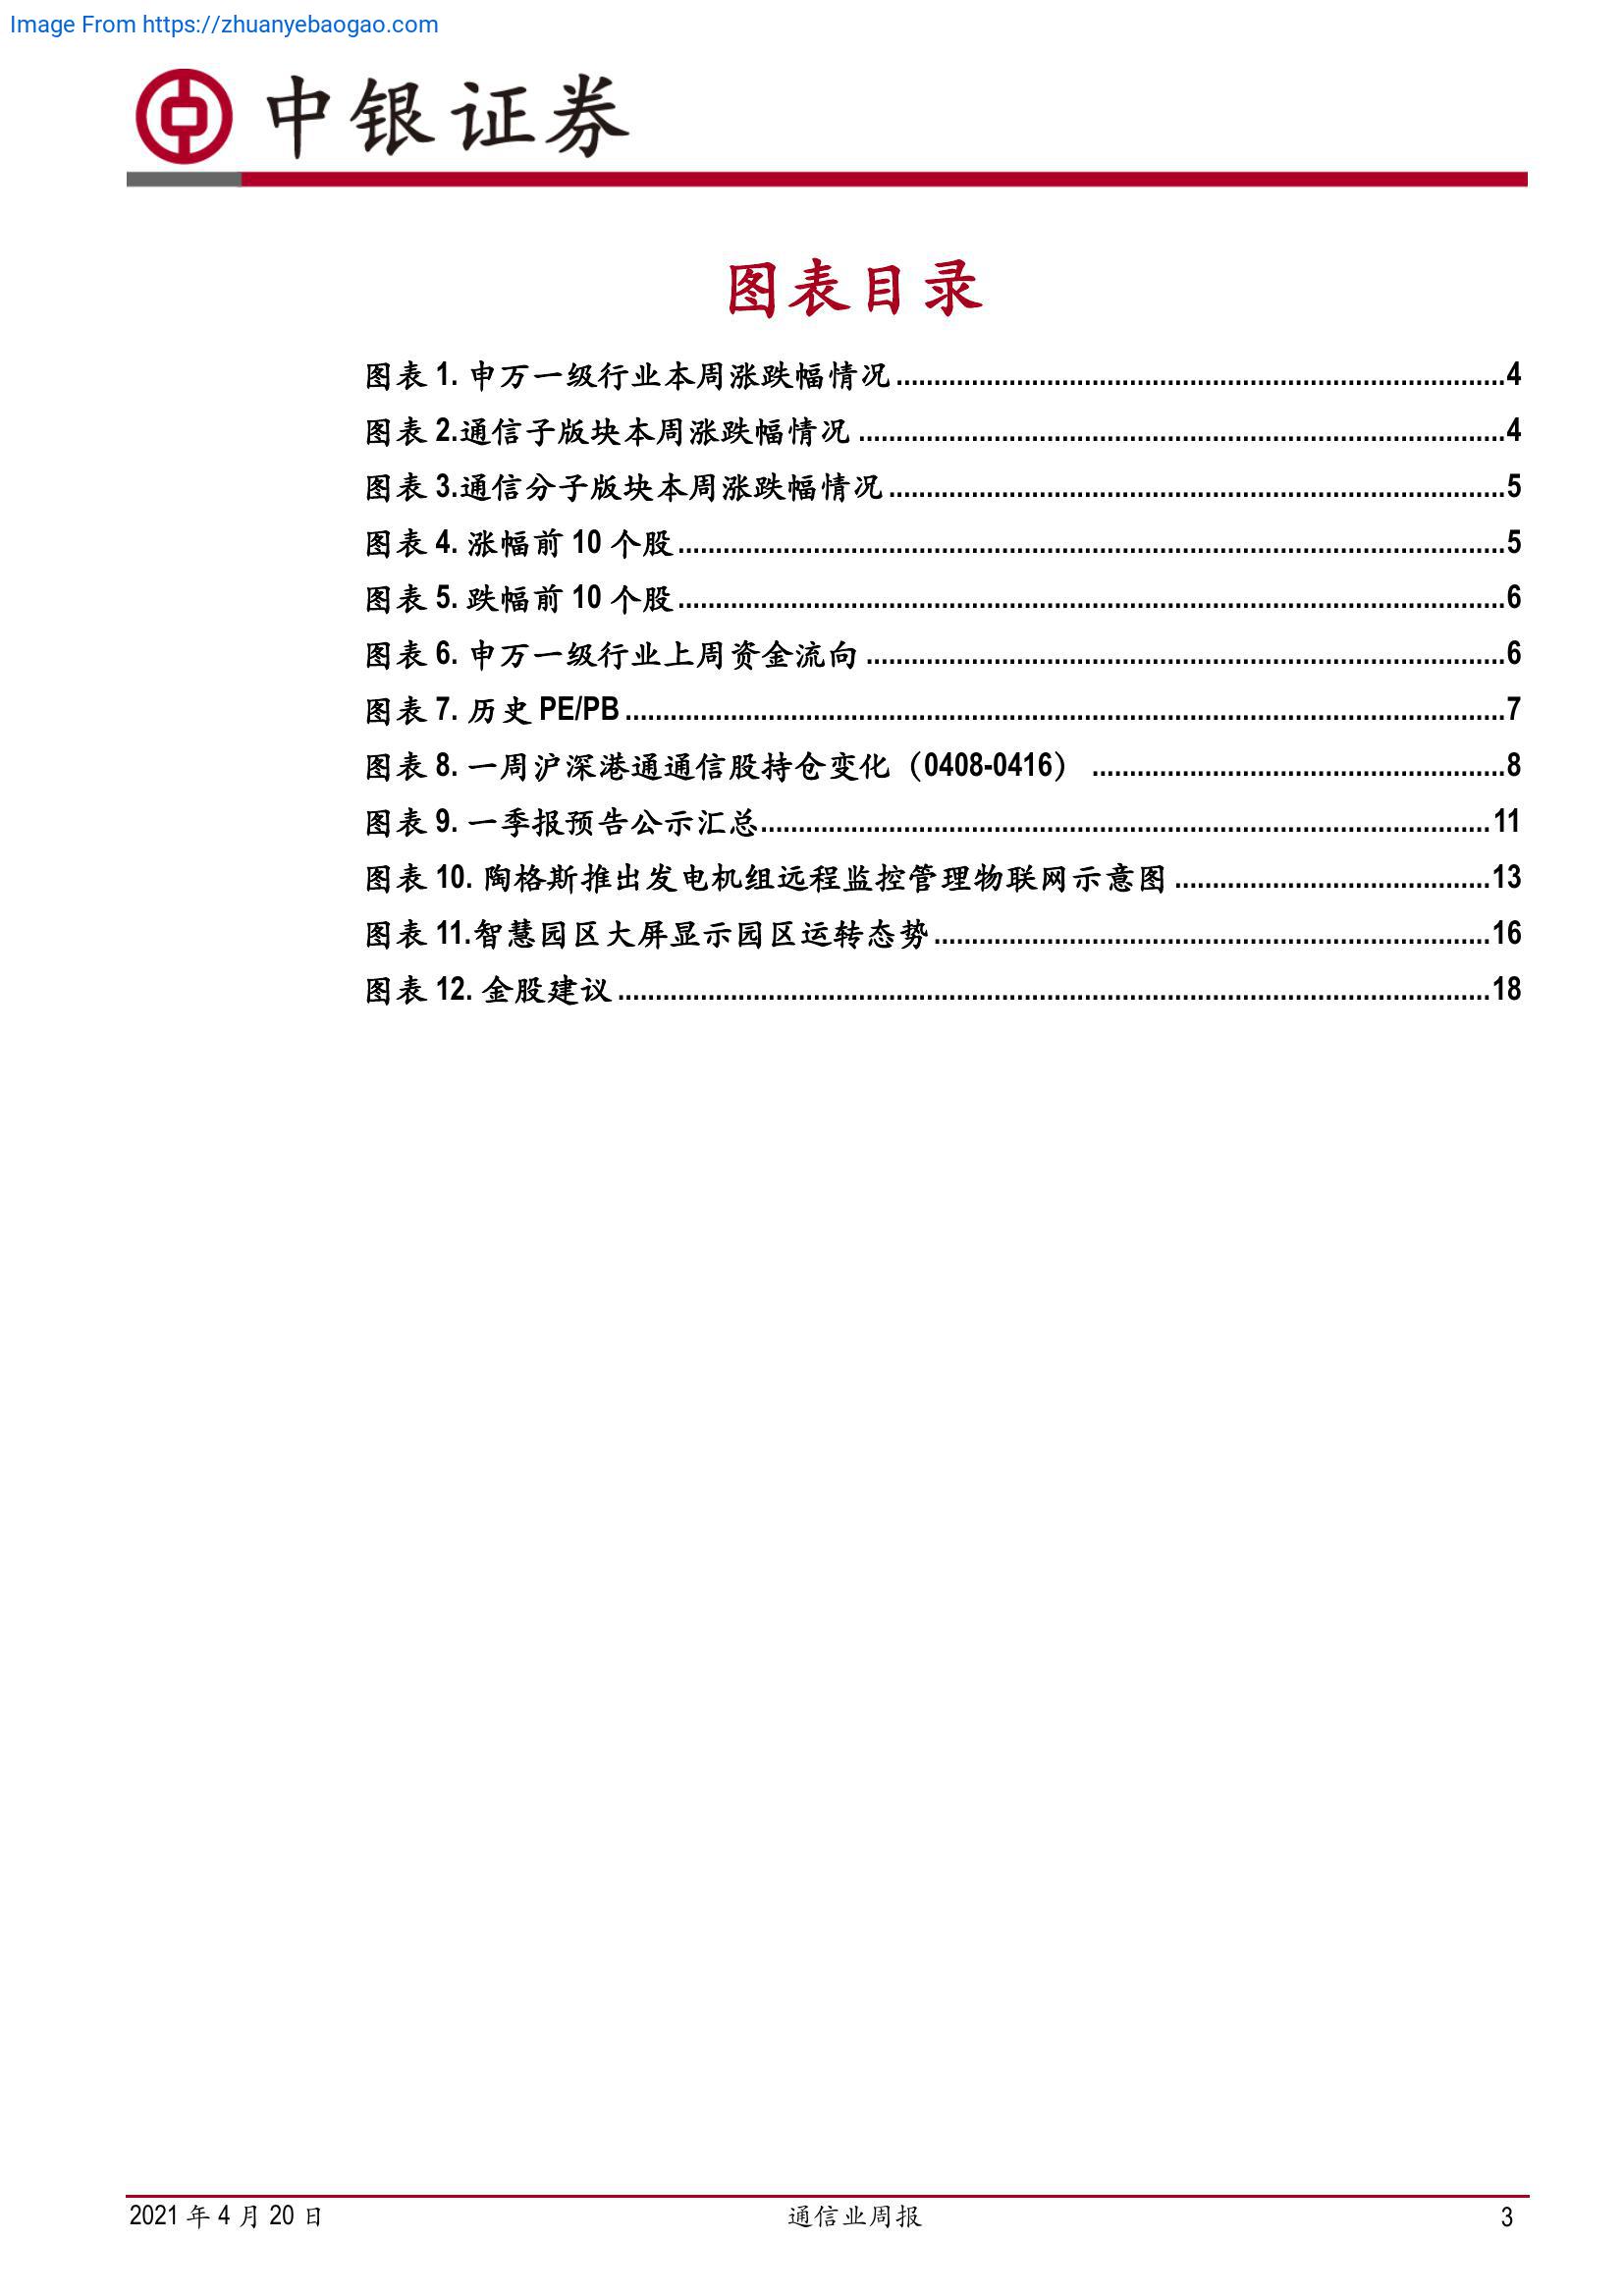 Image From https://zhuanyebaogao.com
中银证券
图表目录
图表 1. 申万一级行业本周涨跌幅情况........................................4
图表 2.通信子版块本周涨跌幅情况........................................4
图表 3.通信分子版块本周涨跌幅情况........................................5
图表 4. 涨幅前 10 个股........................................5
图表 5. 跌幅前 10 个股........................................6
图表 6. 申万一级行业上周资金流向........................................6
图表 7. 历史 PE/PB........................................7
图表 8. 一周沪深港通通信股持仓变化（0408-0416）........................................8
图表 9. 一季报预告公示汇总........................................11
图表 10. 陶格斯推出发电机组远程监控管理物联网示意图........................................13
图表 11.智慧园区大屏显示园区运转态势........................................16
图表 12. 金股建议........................................18
2021 年 4 月 20 日 通信业周报 3